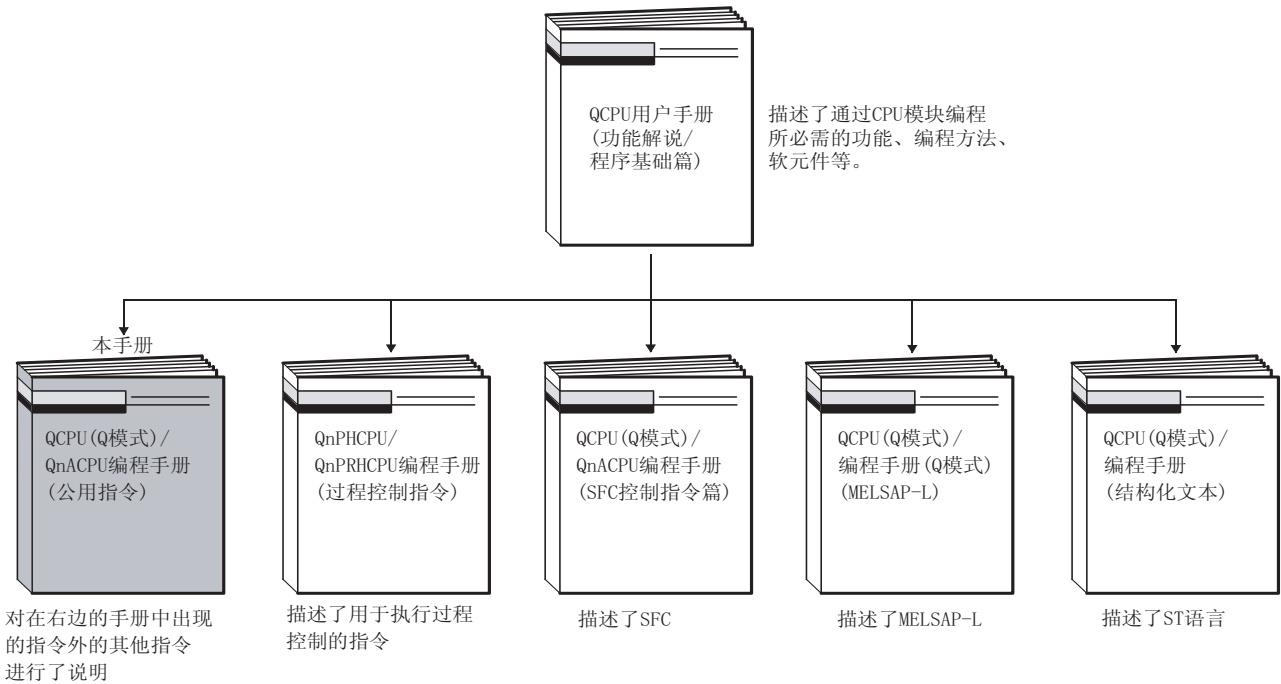 QCPU用户手册
(功能解说/
程序基础篇)
描述了通过CPU模块编程
所必需的功能、编程方法、
软元件等。
本手册
QCPU(Q模式)/
QnACPU编程手册
(公用指令)
QnPHCPU/
QnPRHCPU编程手册
(过程控制指令)
QCPU(Q模式)/
QnACPU编程手册
(SFC控制指令篇)
QCPU(Q模式)/
编程手册(Q模式)
(MELSAP-L)
QCPU(Q模式)/
编程手册
(结构化文本)
对在右边的手册中出现
的指令外的其他指令
进行了说明
描述了用于执行过程
控制的指令
描述了SFC
描述了MELSAP-L
描述了ST语言